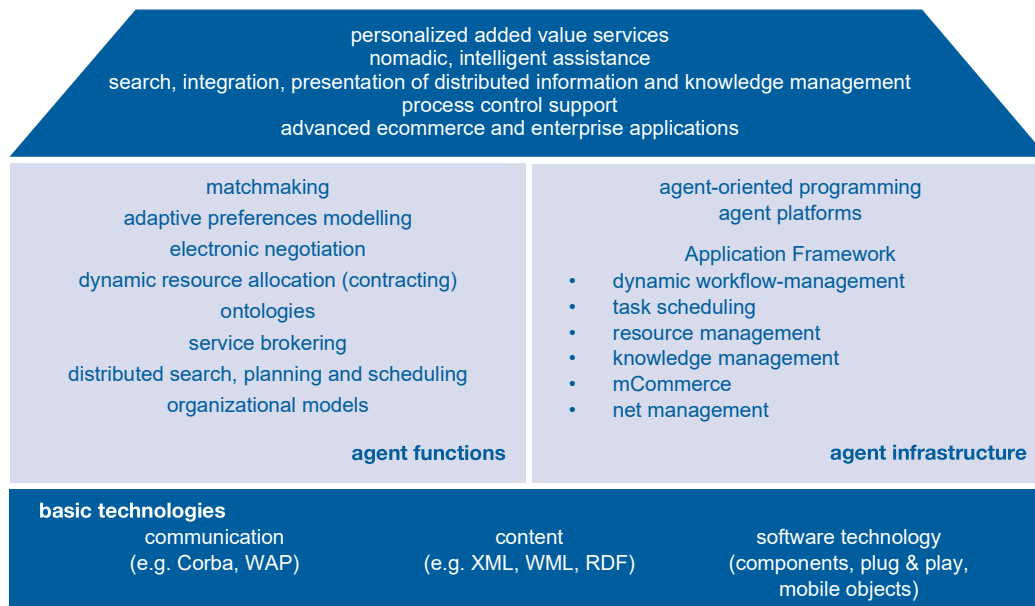 personalized added value services
nomadic, intelligent assistance
search, integration, presentation of distributed information and knowledge management
process control support
advanced ecommerce and enterprise applications
matchmaking
adaptive preferences modelling
electronic negotiation
dynamic resource allocation (contracting)
ontologies
service brokering
distributed search, planning and scheduling
organizational models
agent functions
agent-oriented programming
agent platforms
Application Framework
• dynamic workflow-management
• task scheduling
• resource management
• knowledge management
• mCommerce
• net management
agent infrastructure
basic technologies
communication
(e.g. Corba, WAP)
content
(e.g. XML, WML, RDF)
software technology
(components, plug & play,
mobile objects)